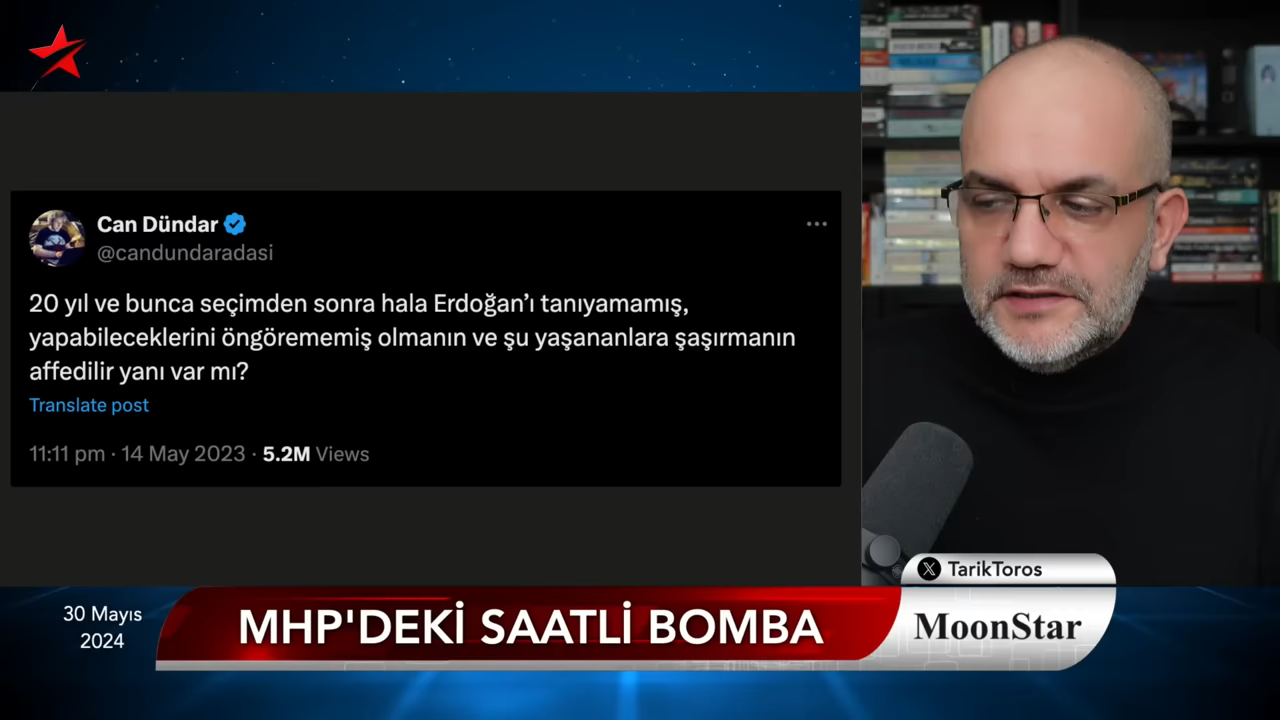 Can Dündar
@candundaradasi
20 yıl ve bunca seçimden sonra hala Erdoğan’ı tanıyamamış,
yapabileceklerini öngörememiş olmanın ve şu yaşananlara şaşırmanın
affedilir yanı var mı?
Translate post
11:11 pm · 14 May 2023 · 5.2M Views
TarikToros
30 Mayıs
2024
MHP'DEKİ SAATLİ BOMBA
MoonStar